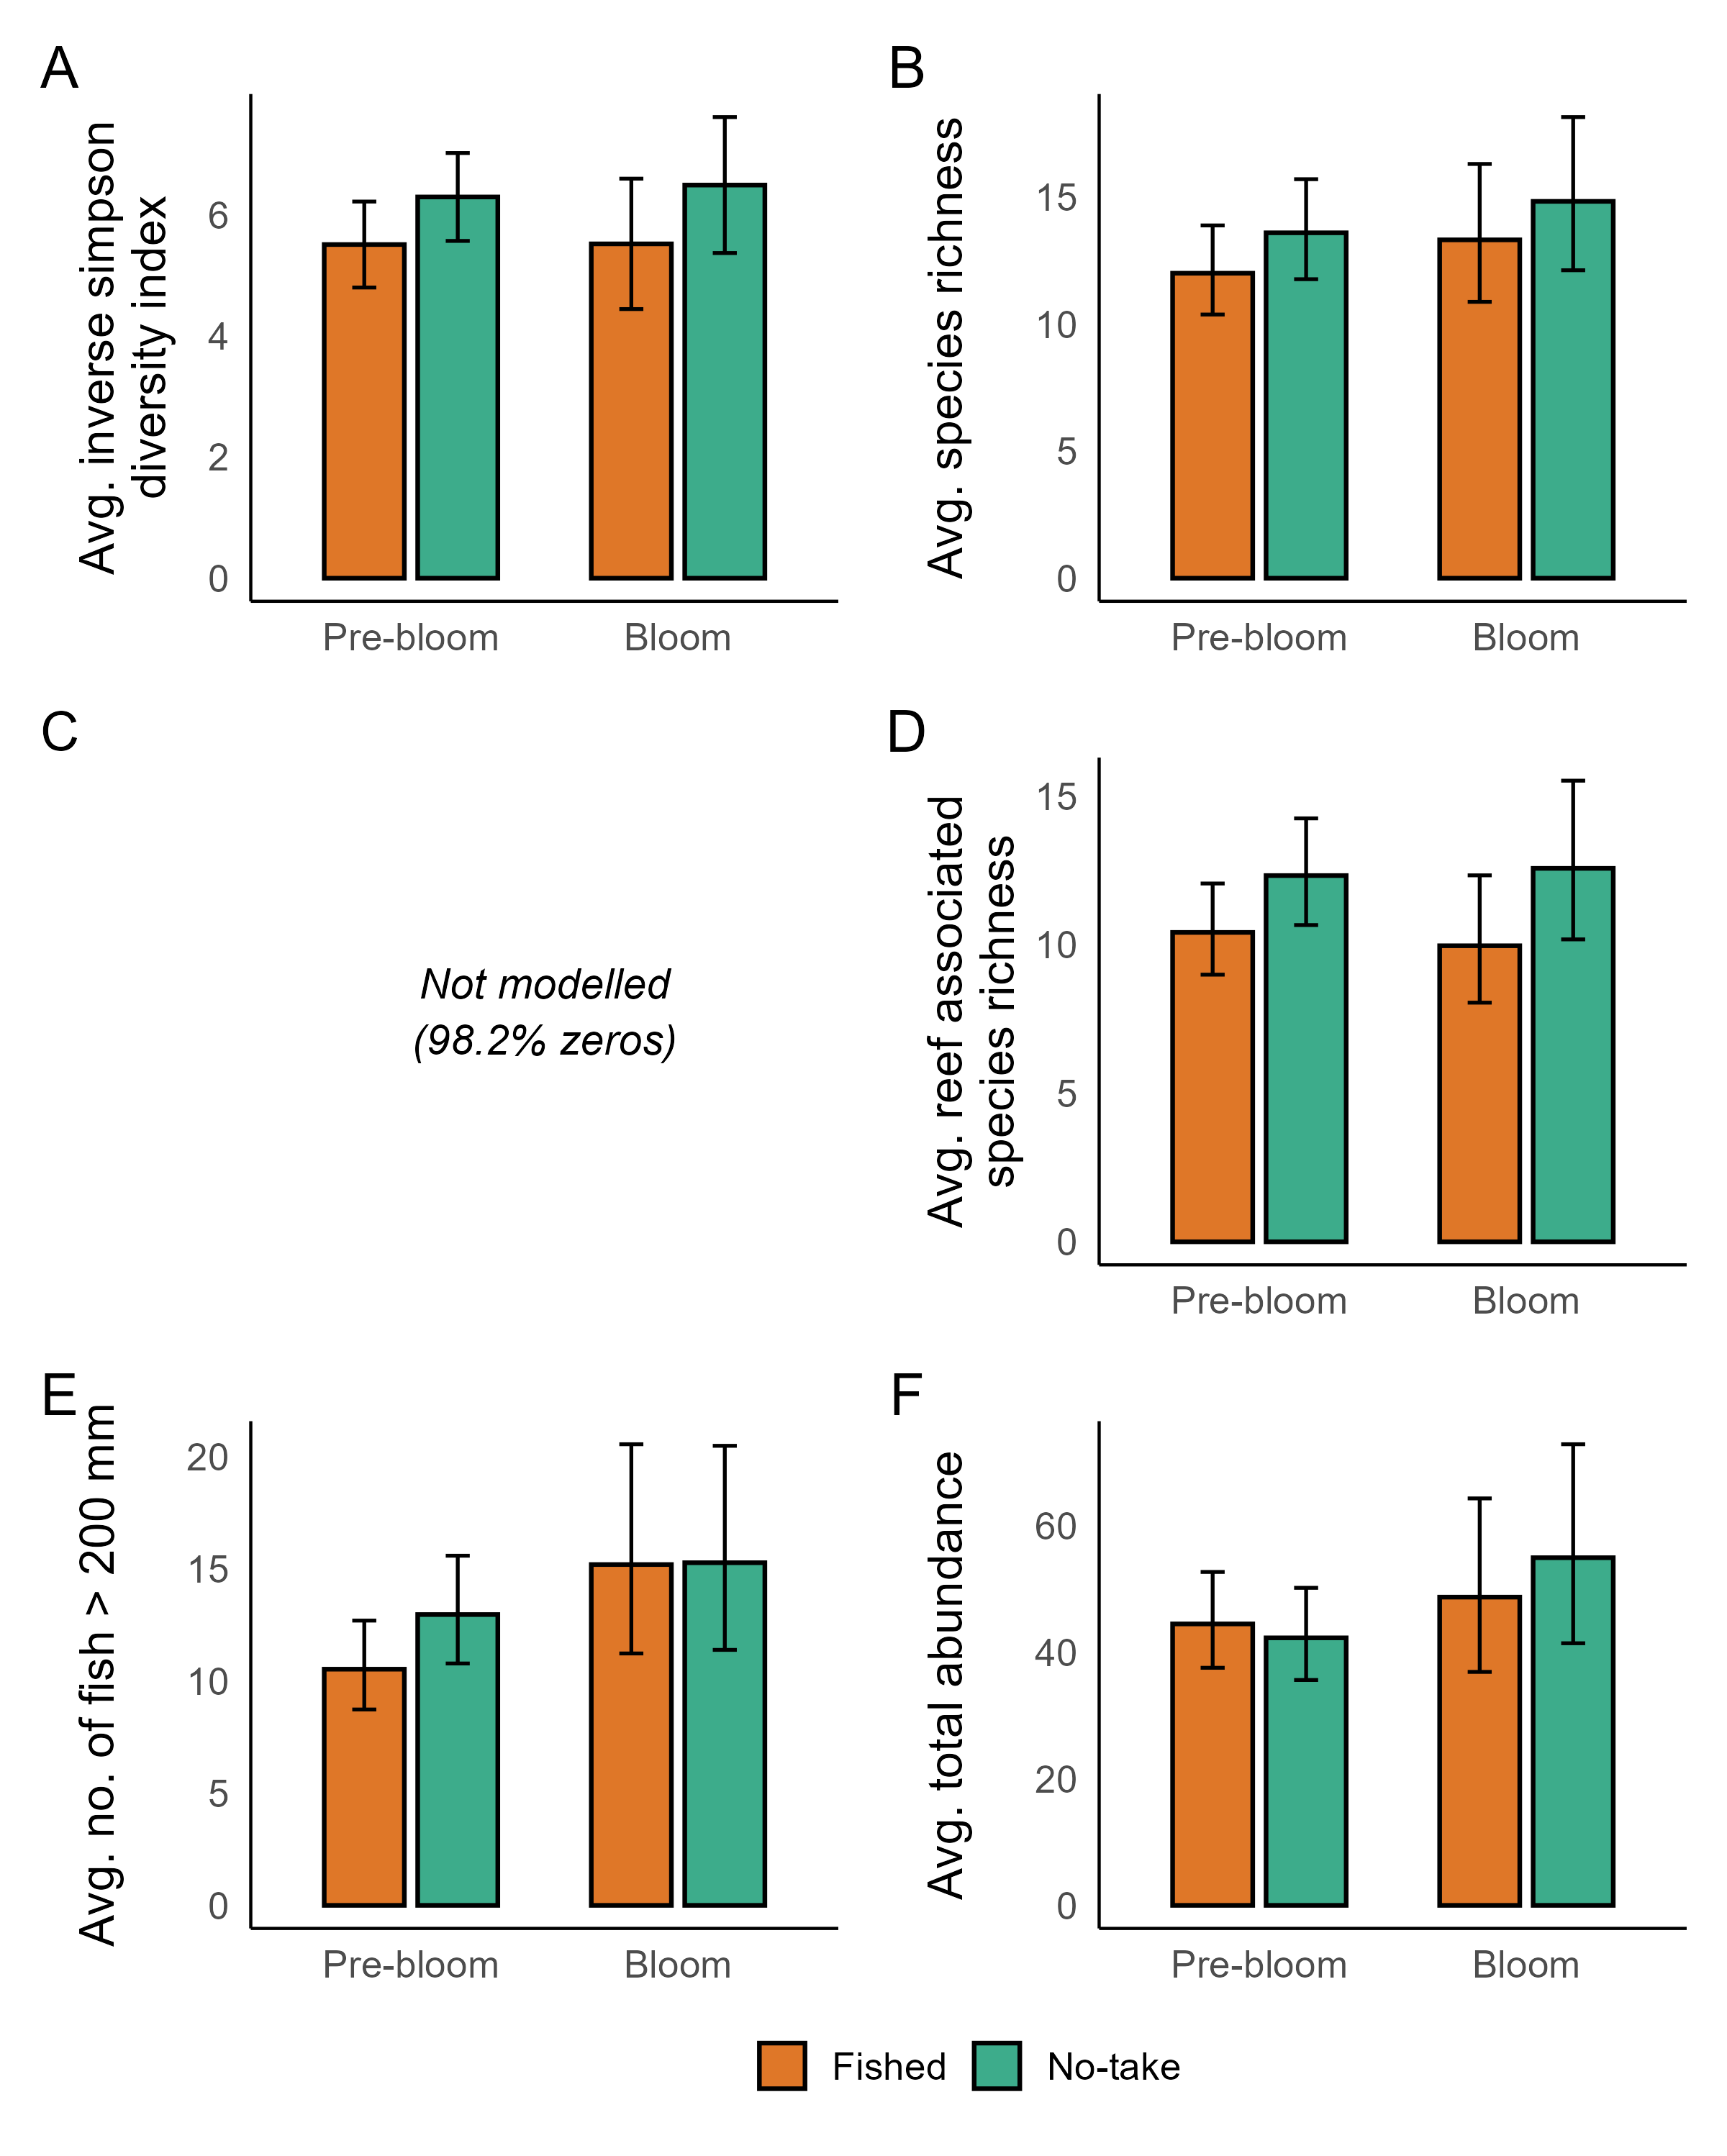 A
Avg. inverse simpson
diversity index
6
4
2
0
Pre-bloom
Bloom
B
Avg. species richness
15
10
5
0
Pre-bloom
Bloom
C
Not modelled
(98.2% zeros)
D
Avg. reef associated
species richness
15
10
5
0
Pre-bloom
Bloom
E
Avg. no. of fish > 200 mm
20
15
10
5
0
Pre-bloom
Bloom
F
Avg. total abundance
60
40
20
0
Pre-bloom
Bloom
Fished
No-take